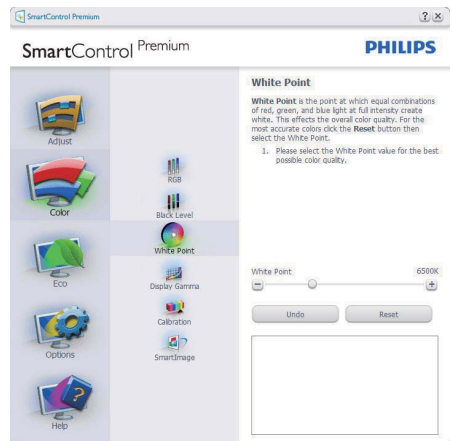 SmartControl Premium
? ×
SmartControl Premium
PHILIPS
Adjust
Color
Eco
Options
Help
RGB
Black Level
White Point
Display Gamma
Calibration
SmartImage
White Point
White Point is the point at which equal combinations
of red, green, and blue light at full intensity create
white. This effects the overall color quality. For the
most accurate colors click the Reset button then
select the White Point.
1. Please select the White Point value for the best
possible color quality.
White Point 6500K
Undo Reset